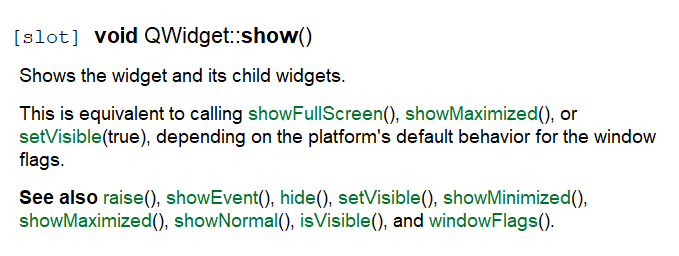 [slot] void QWidget::show()
Shows the widget and its child widgets.
This is equivalent to calling showFullScreen(), showMaximized(), or
setVisible(true), depending on the platform's default behavior for the window
flags.
See also raise(), showEvent(), hide(), setVisible(), showMinimized(),
showMaximized(), showNormal(), isVisible(), and windowFlags().